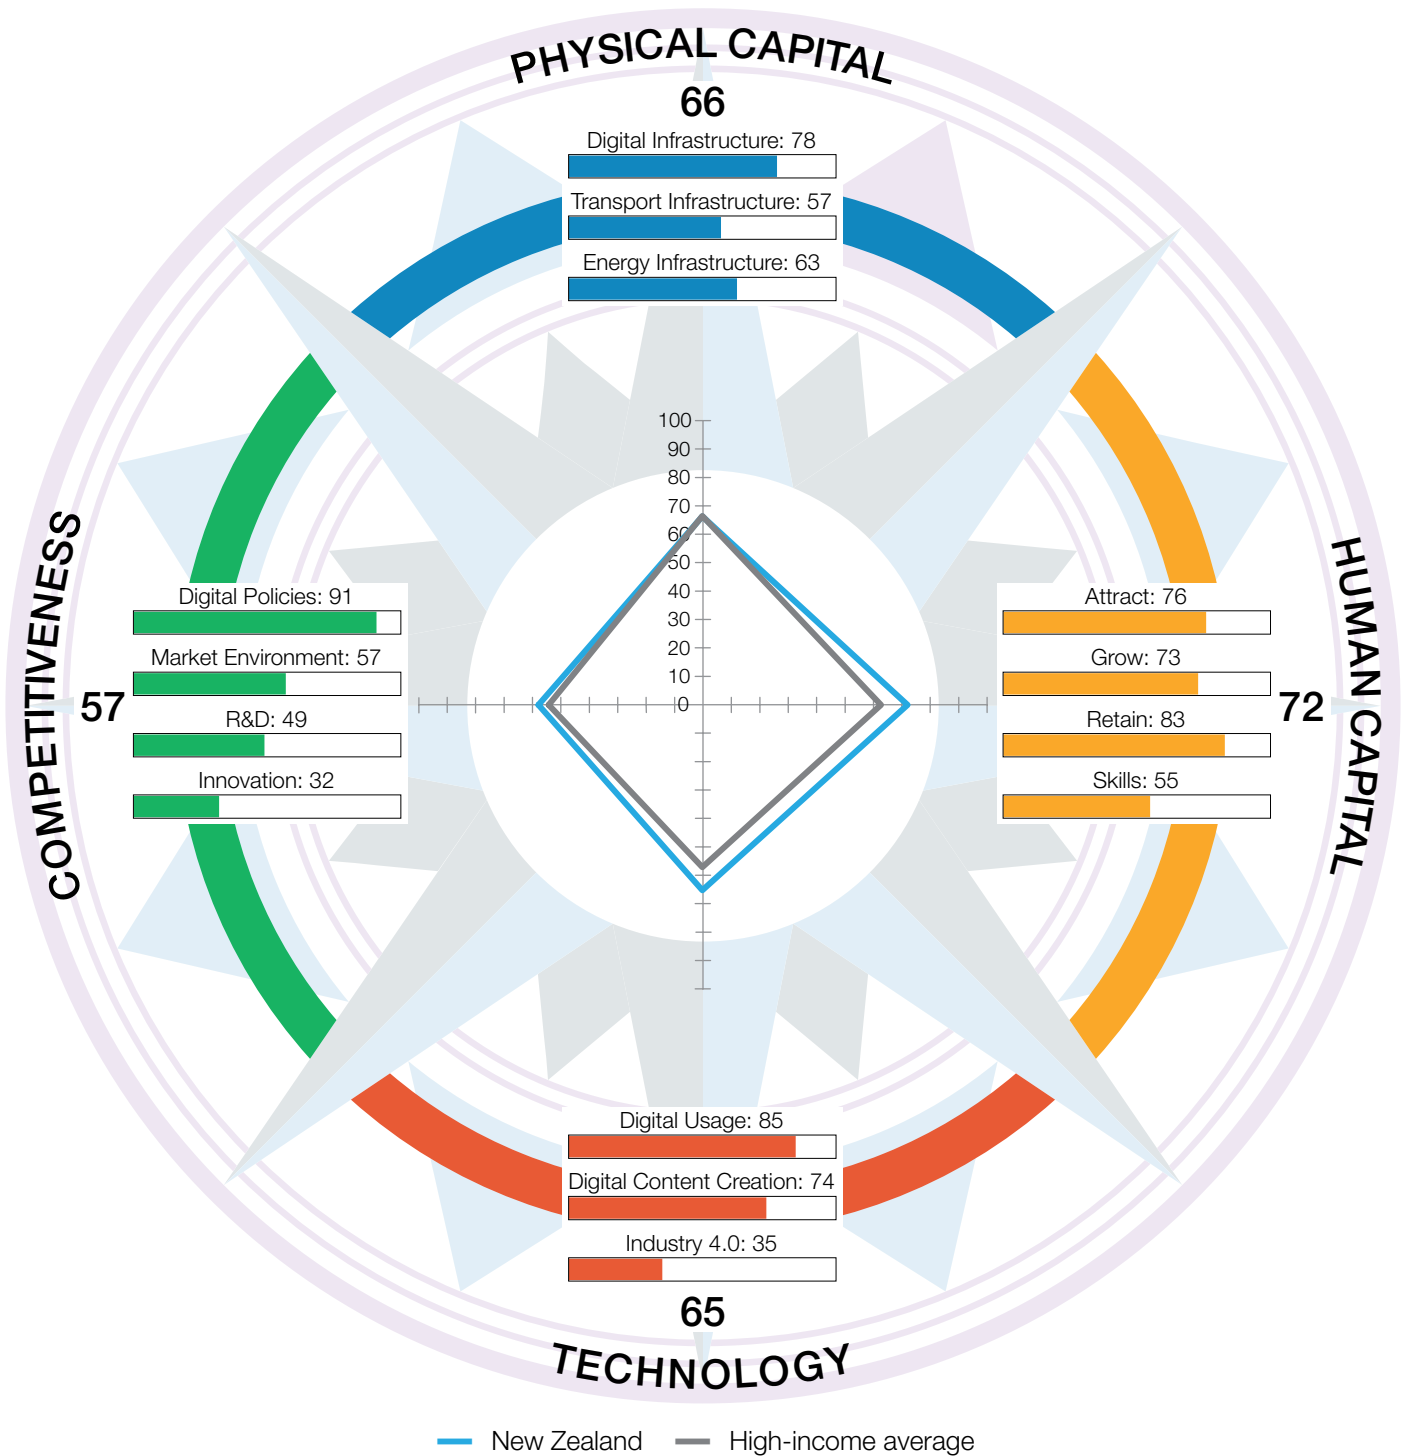 PHYSICAL CAPITAL
66
Digital Infrastructure: 78
Transport Infrastructure: 57
Energy Infrastructure: 63
100
90
80
70
60
50
40
30
20
10
0
COMPETITIVENESS
57
Digital Policies: 91
Market Environment: 57
R&D: 49
Innovation: 32
HUMAN CAPITAL
72
Attract: 76
Grow: 73
Retain: 83
Skills: 55
Digital Usage: 85
Digital Content Creation: 74
Industry 4.0: 35
65
TECHNOLOGY
New Zealand
High-income average